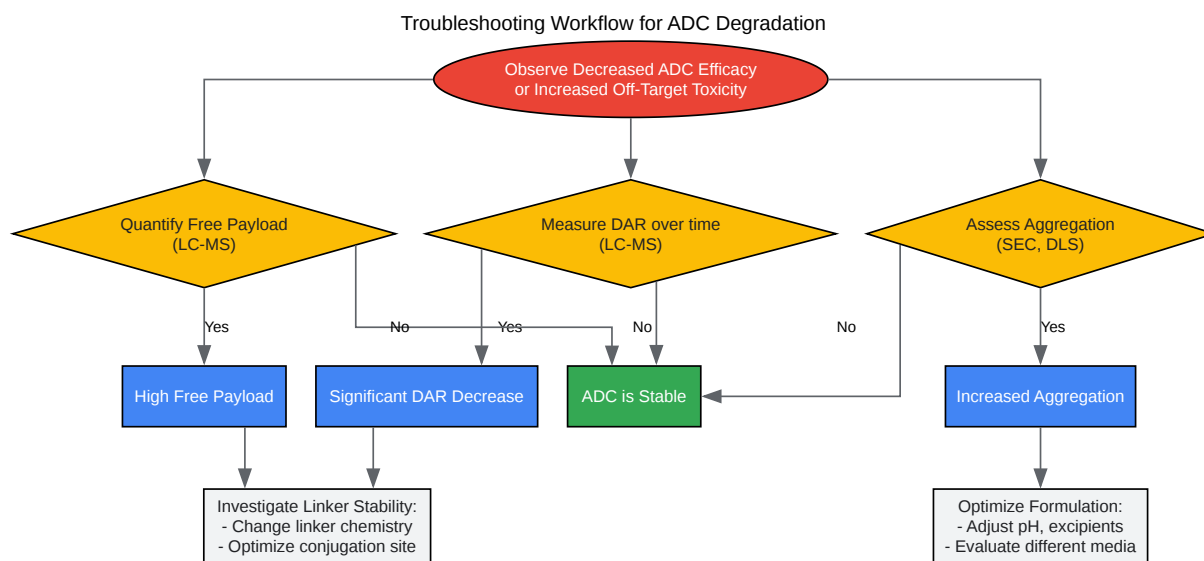 Troubleshooting Workflow for ADC Degradation
Observe Decreased ADC Efficacy
or Increased Off-Target Toxicity
Quantify Free Payload
(LC-MS)
Measure DAR over time
(LC-MS)
Assess Aggregation
(SEC, DLS)
Yes
No
Yes
No
No
Yes
High Free Payload
Significant DAR Decrease
ADC is Stable
Increased Aggregation
Investigate Linker Stability:
- Change linker chemistry
- Optimize conjugation site
Optimize Formulation:
- Adjust pH, excipients
- Evaluate different media